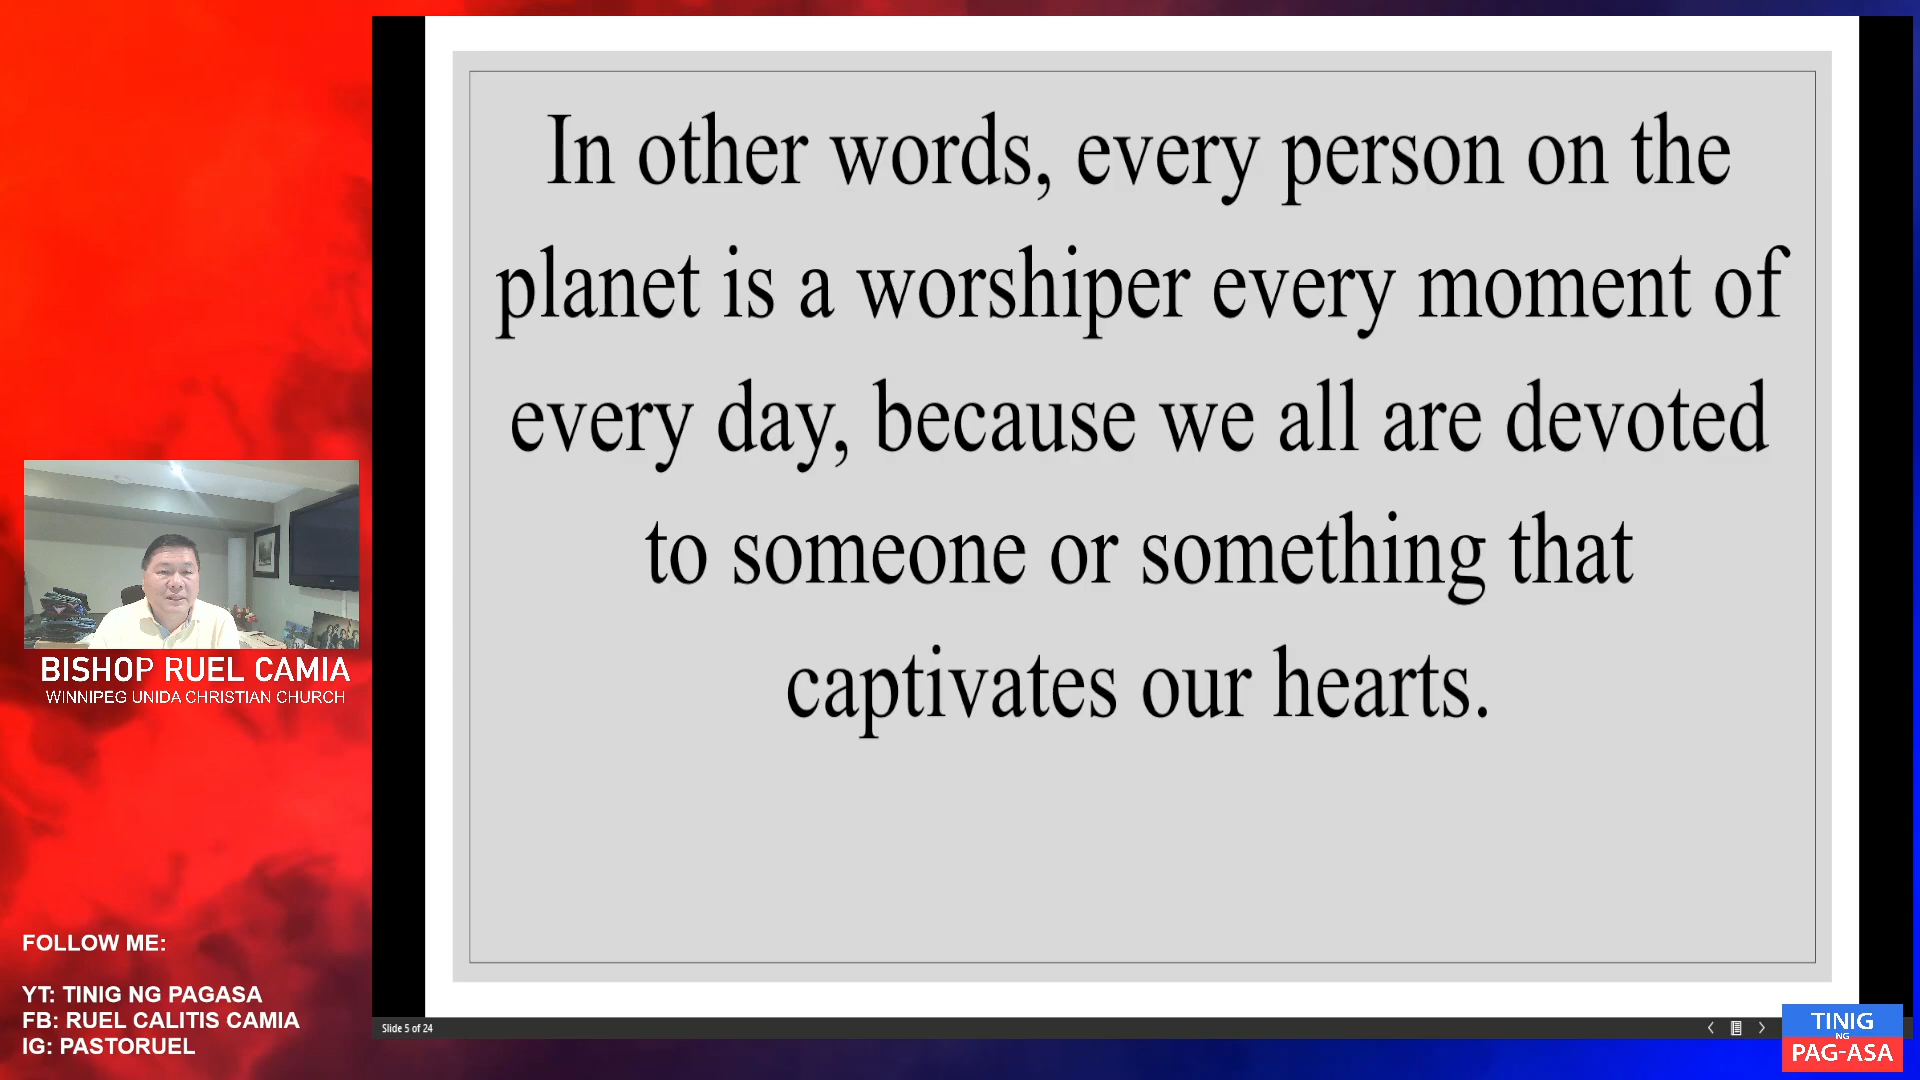 In other words, every person on the
planet is a worshiper every moment of
every day, because we all are devoted
to someone or something that
captivates our hearts.
BISHOP RUEL CAMIA
WINNIPEG UNIDA CHRISTIAN CHURCH
FOLLOW ME:
YT: TINIG NG PAGASA
FB: RUEL CALITIS CAMIA
IG: PASTORUEL
Slide 5 of 24
TINIG
NG
PAG-ASA